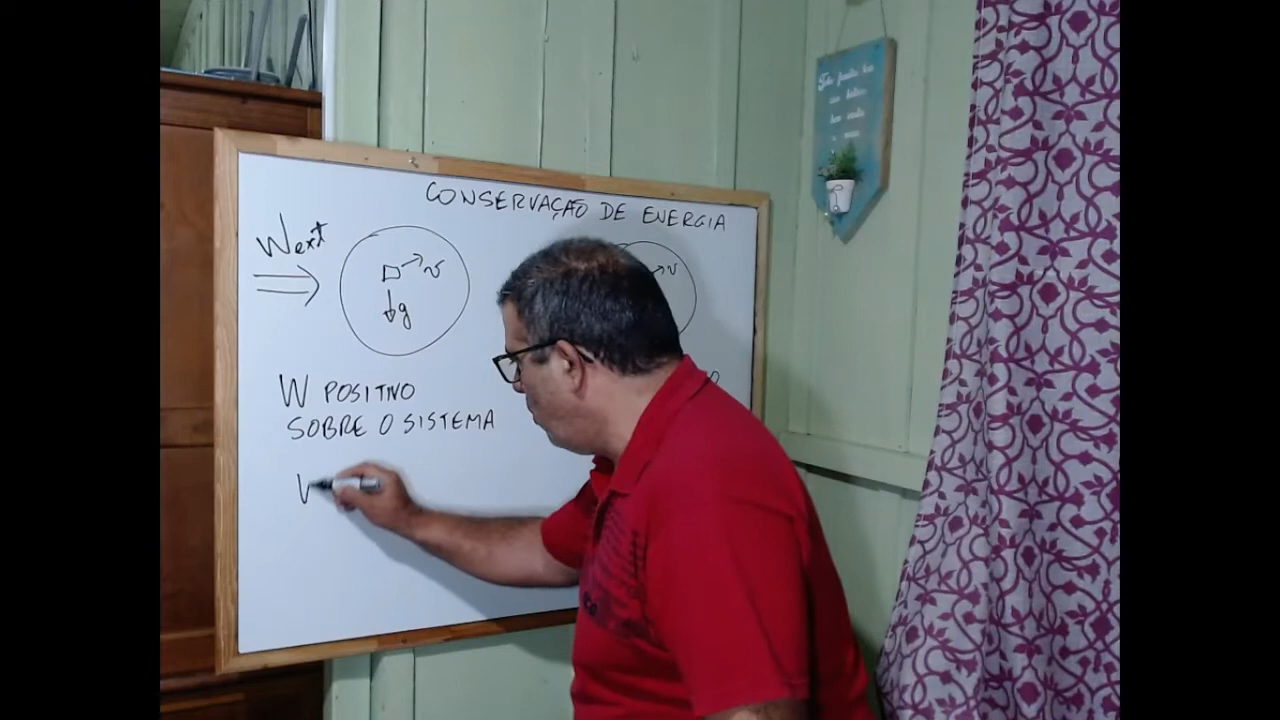 CONSERVAÇÃO DE ENERGIA
Wext
v
g
v
W POSITIVO
SOBRE O SISTEMA